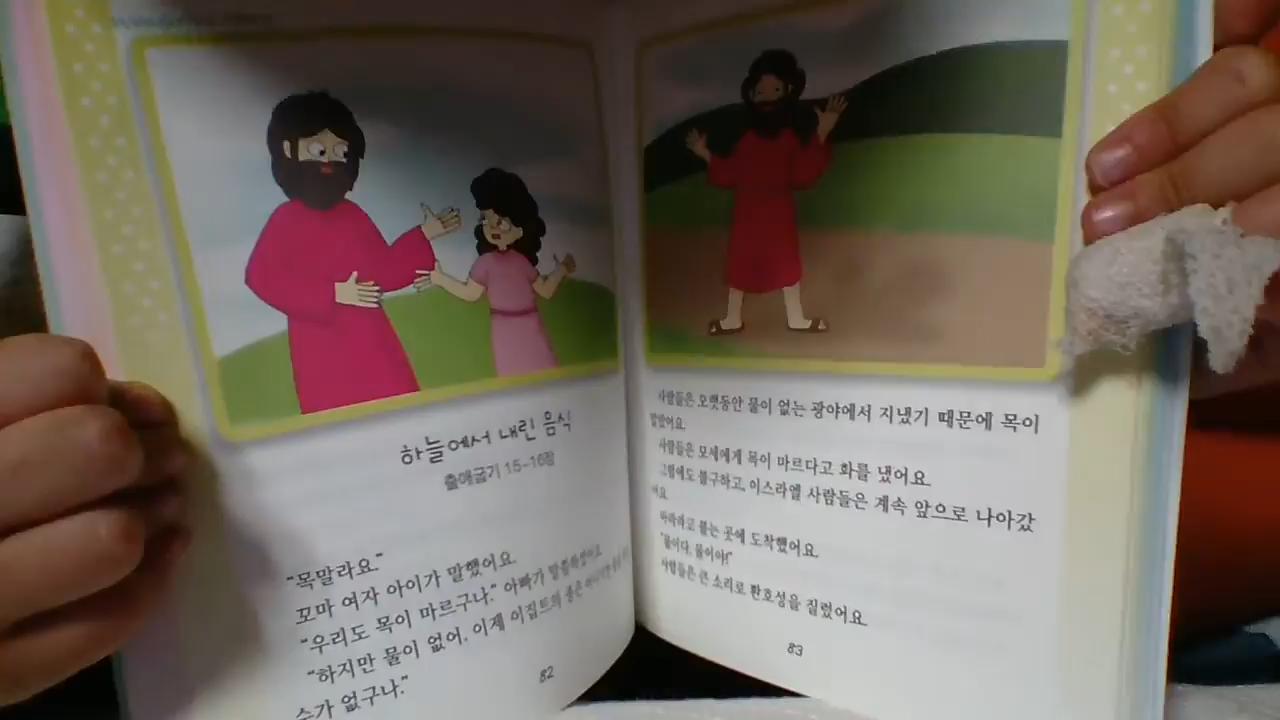 하늘에서 내린 음식
출애굽기 15-16장
"목말라요."
꼬마 여자 아이가 말했어요.
"우리도 목이 마르구나." 아빠가 말씀하셨어요.
"하지만 물이 없어. 이제 이집트의
수가 없구나."
82
사람들은 오랫동안 물이 없는 광야에서 지냈기 때문에 목이
말랐어요.
사람들은 모세에게 목이 마르다고 화를 냈어요.
그럼에도 불구하고, 이스라엘 사람들은 계속 앞으로 나아갔
어요.
마라라고 불는 곳에 도착했어요.
"물이다, 물이야!"
사람들은 큰 소리로 환호성을 질렀어요.
83